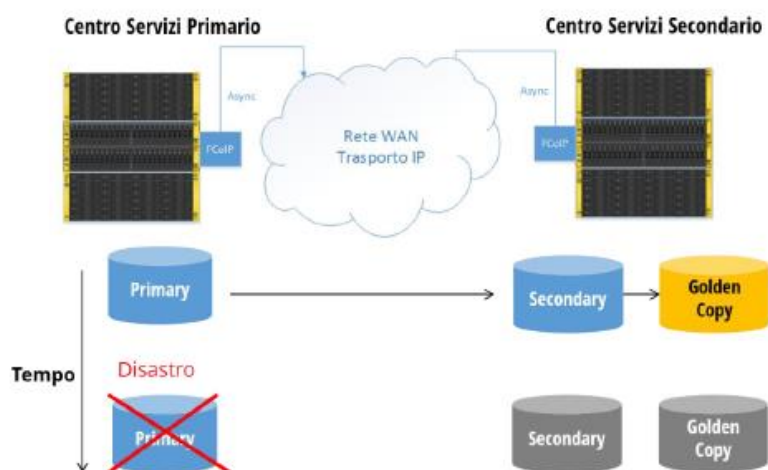 Centro Servizi Primario
Centro Servizi Secondario
Async
Async
FCoIP
Rete WAN
Trasporto IP
FCoIP
Primary
Secondary
Golden
Copy
Tempo
Disastro
Primary
Secondary
Golden
Copy